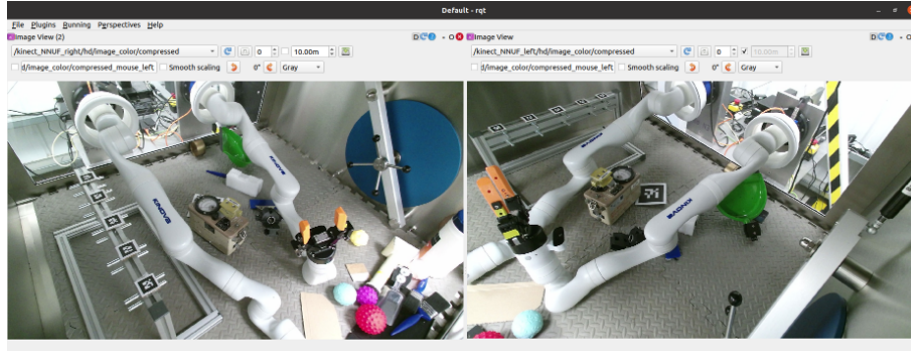 Default - rqt
File Plugins Running Perspectives Help
Image View (2)
/kinect_NNUF_right/hd/image_color/compressed
0
10.00m
d/image_color/compressed_mouse_left
Smooth scaling
0°
Gray
Image View
/kinect_NNUF_left/hd/image_color/compressed
0
10.00m
d/image_color/compressed_mouse_left
Smooth scaling
0°
Gray
KINOVA
KINOVA
KINOVA
KINOVA